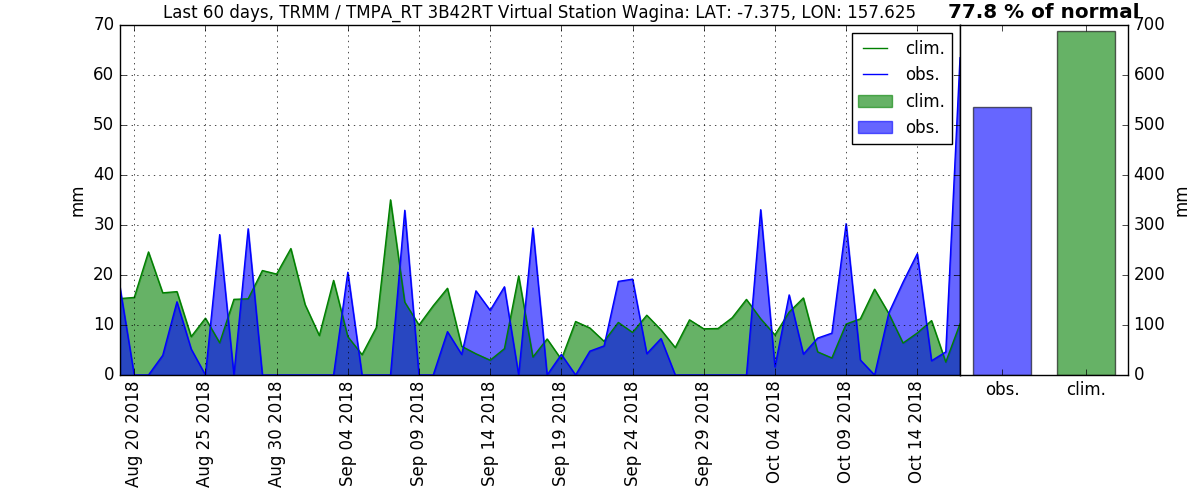 Last 60 days, TRMM / TMPA_RT 3B42RT Virtual Station Wagina: LAT: -7.375, LON: 157.625
77.8 % of normal
clim.
obs.
clim.
obs.
mm
70
60
50
40
30
20
10
0
700
600
500
400
300
200
100
0
mm
Aug 20 2018
Aug 25 2018
Aug 30 2018
Sep 04 2018
Sep 09 2018
Sep 14 2018
Sep 19 2018
Sep 24 2018
Sep 29 2018
Oct 04 2018
Oct 09 2018
Oct 14 2018
obs.
clim.